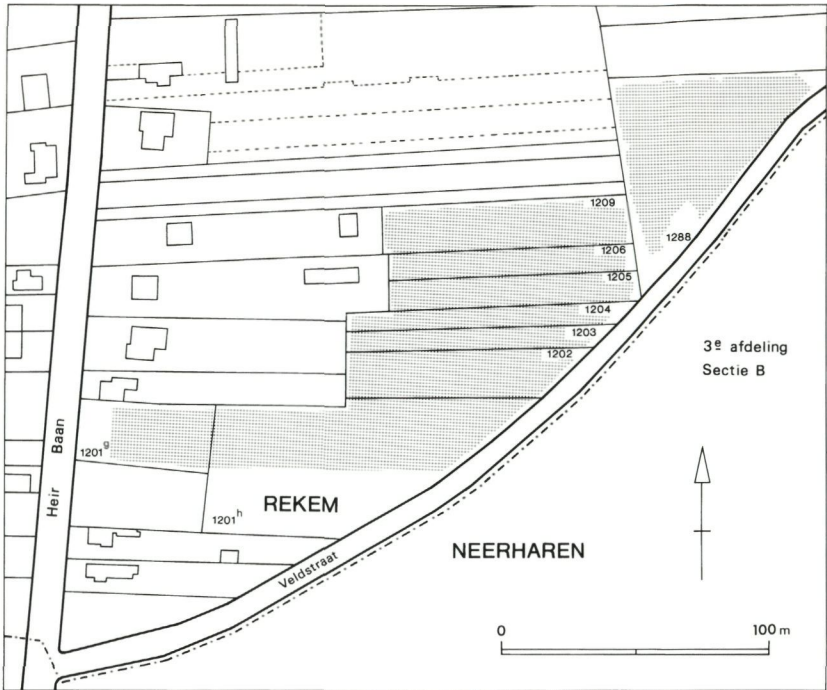 1209
1288
1206
1205
1204
1203
1202
3e afdeling
Sectie B
Heir Baan
1201g
1201h
REKEM
Veldstraat
NEERHAREN
0
100 m